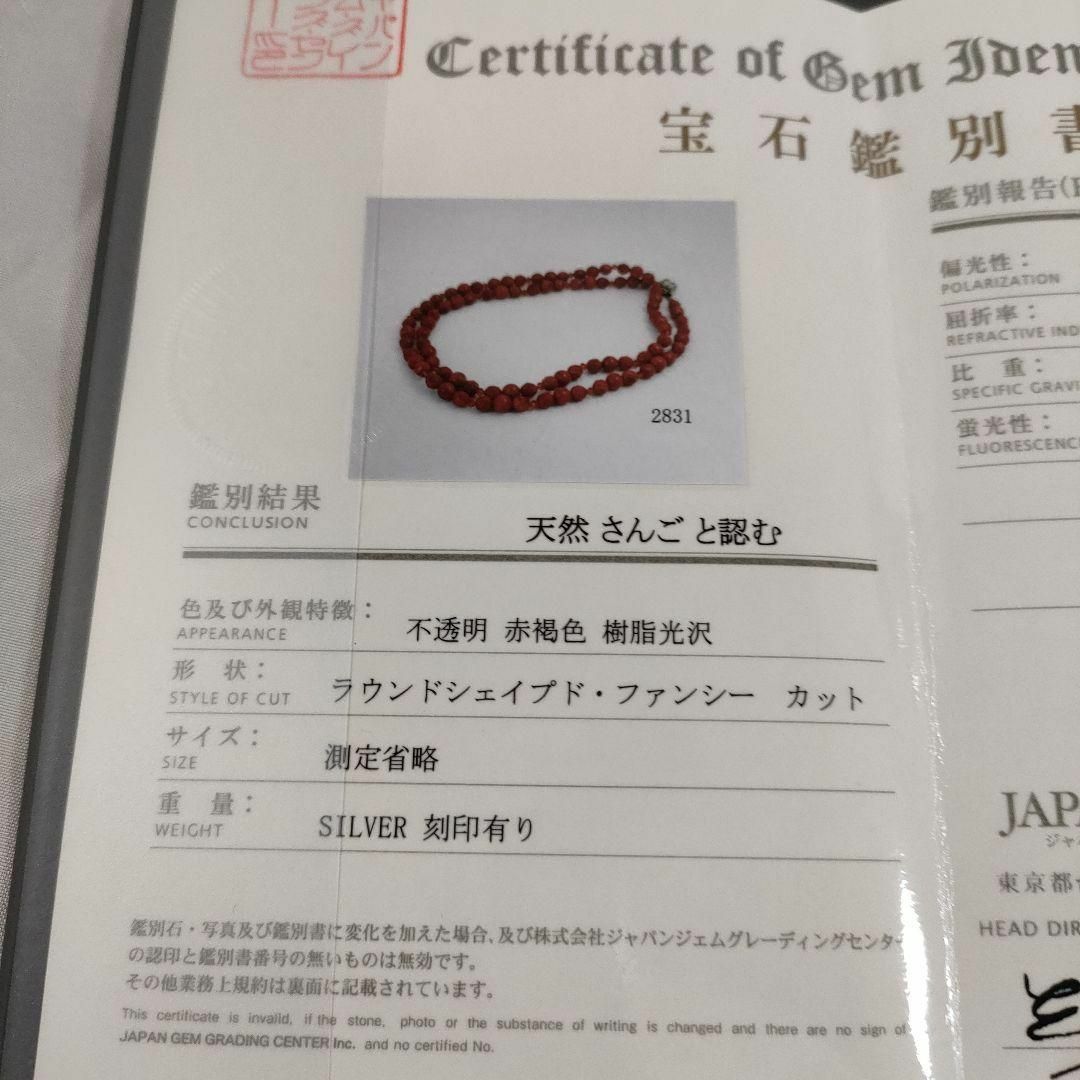 Certificate of Gem
宝石鑑別書
鑑別報告
偏光性：
POLARIZATION
屈折率：
REFRACTIVE
比　重：
SPECIFIC
蛍光性：
2831
鑑別結果
CONCLUSION
天然 さんご と認む
色及び外観特徴：
APPEARANCE
不透明 赤褐色 樹脂光沢
形　状：
STYLE OF CUT
ラウンドシェイプド・ファンシー　カット
サイズ：
SIZE
測定省略
重　量：
WEIGHT
SILVER 刻印有り
鑑別石・写真及び鑑別書に変化を加えた場合、及び株式会社ジャパンジェムグレーディングセンター
の認印と鑑別書番号の無いものは無効です。
その他業務上規約は裏面に記載されています。
This certificate is invalid, if the stone, photo or the substance of writing is changed and there are no sign of
JAPAN GEM GRADING CENTER Inc. and no certified No.
東京都
HEAD